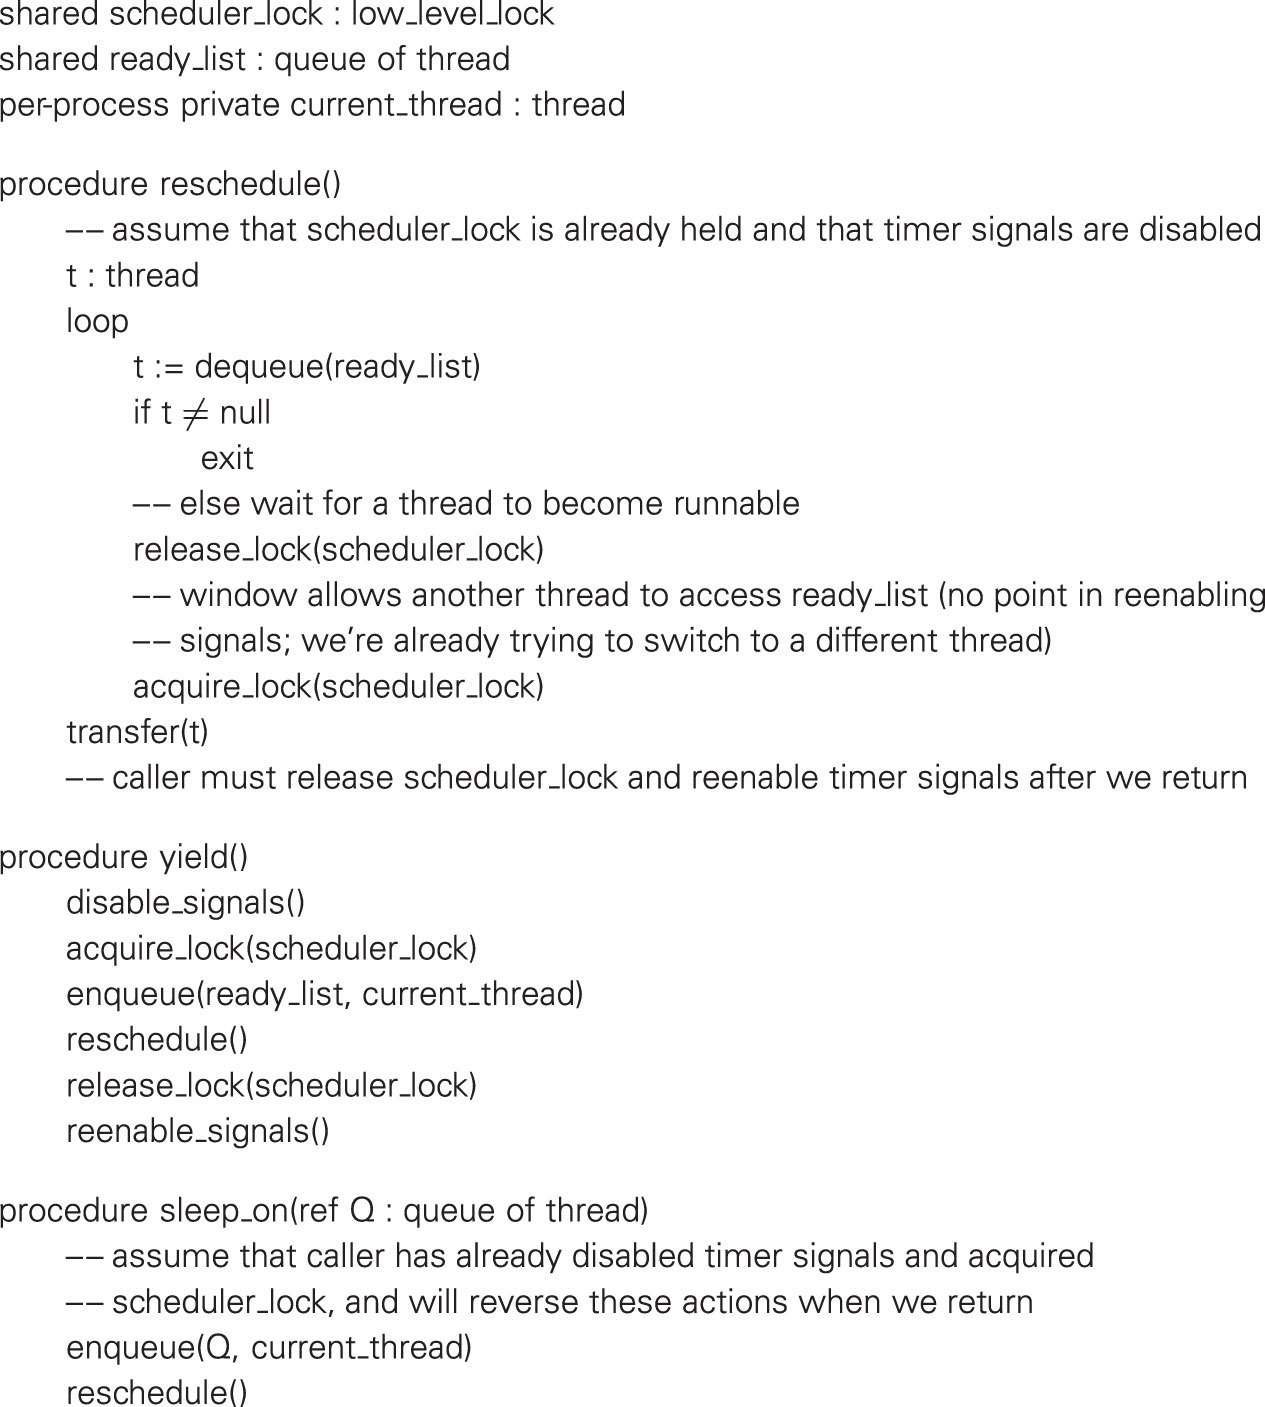 shared scheduler_lock : low_level_lock
shared ready_list : queue of thread
per-process private current_thread : thread
procedure reschedule()
−− assume that scheduler_lock is already held and that timer signals are disabled
t : thread
loop
t := dequeue(ready_list)
if t ≠ null
exit
−− else wait for a thread to become runnable
release_lock(scheduler_lock)
−− window allows another thread to access ready_list (no point in reenabling
−− signals; we’re already trying to switch to a different thread)
acquire_lock(scheduler_lock)
transfer(t)
−− caller must release scheduler_lock and reenable timer signals after we return
procedure yield()
disable_signals()
acquire_lock(scheduler_lock)
enqueue(ready_list, current_thread)
reschedule()
release_lock(scheduler_lock)
reenable_signals()
procedure sleep_on(ref Q : queue of thread)
−− assume that caller has already disabled timer signals and acquired
−− scheduler_lock, and will reverse these actions when we return
enqueue(Q, current_thread)
reschedule()